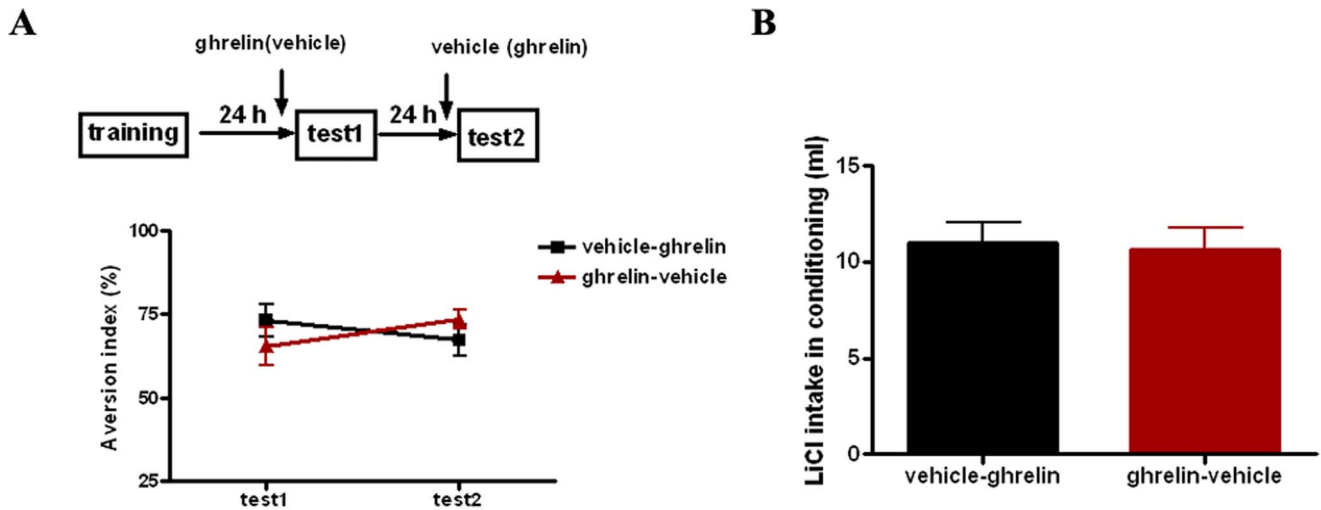 A
ghrelin(vehicle)
vehicle (ghrelin)
training
24 h
test1
24 h
test2
100
75
50
25
Aversion index (%)
test1
test2
vehicle-ghrelin
ghrelin-vehicle
B
LiCl intake in conditioning (ml)
15
10
5
0
vehicle-ghrelin
ghrelin-vehicle